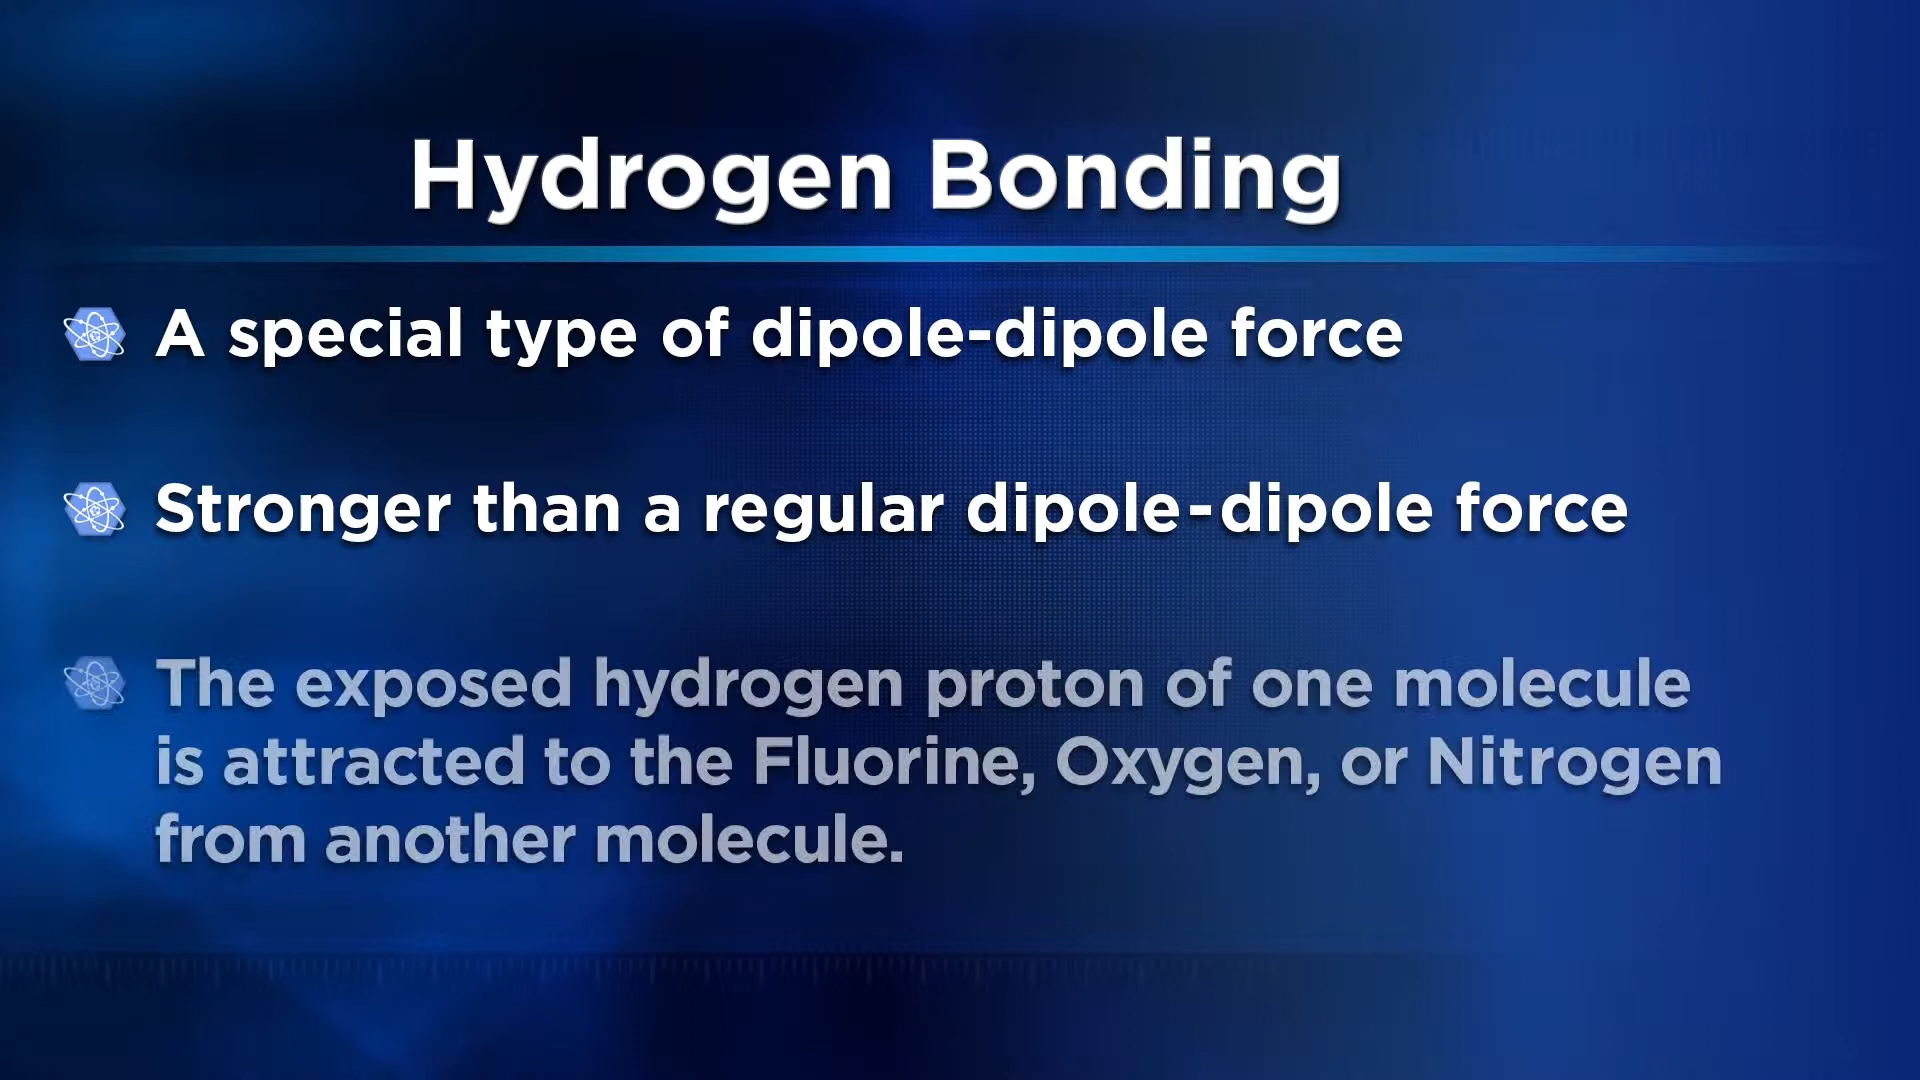 Hydrogen Bonding
A special type of dipole-dipole force
Stronger than a regular dipole-dipole force
The exposed hydrogen proton of one molecule
is attracted to the Fluorine, Oxygen, or Nitrogen
from another molecule.